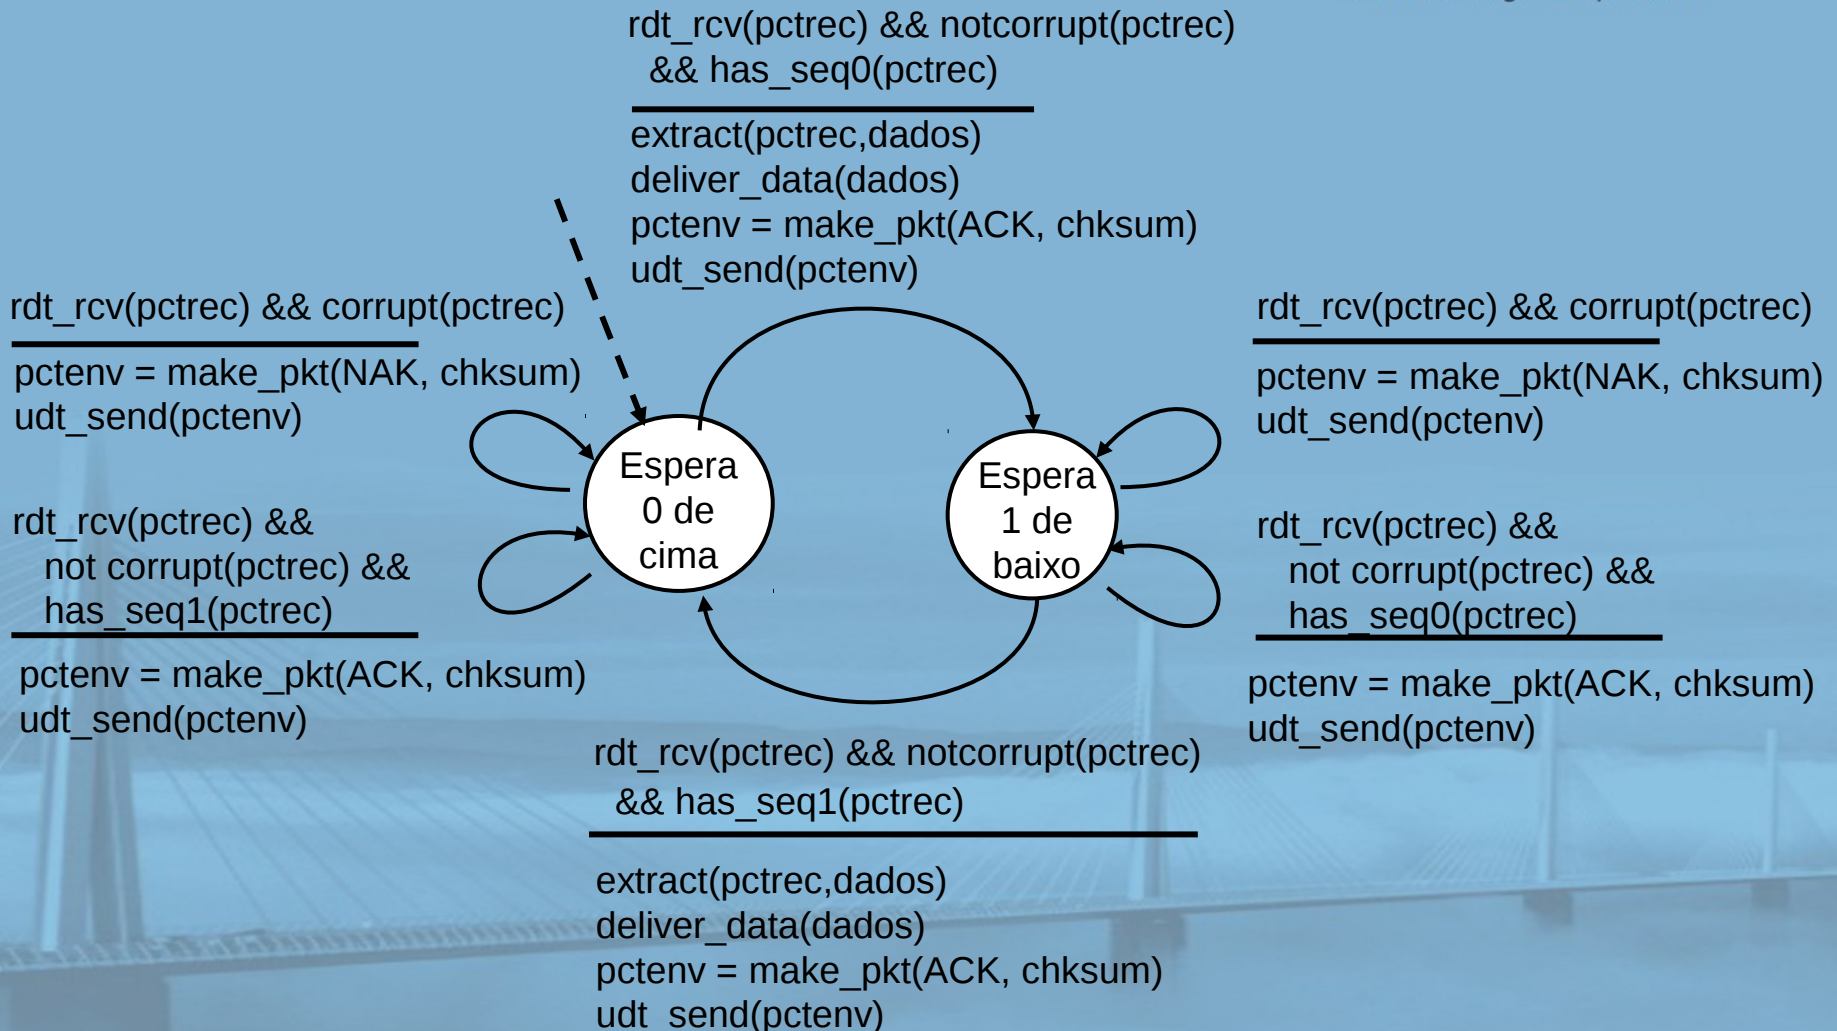 rdt_rcv(pctrec) && notcorrupt(pctrec)
&& has_seq0(pctrec)
extract(pctrec,dados)
deliver_data(dados)
pctenv = make_pkt(ACK, chksum)
udt_send(pctenv)
rdt_rcv(pctrec) && corrupt(pctrec)
pctenv = make_pkt(NAK, chksum)
udt_send(pctenv)
rdt_rcv(pctrec) &&
not corrupt(pctrec) &&
has_seq1(pctrec)
pctenv = make_pkt(ACK, chksum)
udt_send(pctenv)
Espera
0 de
cima
Espera
1 de
baixo
rdt_rcv(pctrec) && corrupt(pctrec)
pctenv = make_pkt(NAK, chksum)
udt_send(pctenv)
rdt_rcv(pctrec) &&
not corrupt(pctrec) &&
has_seq0(pctrec)
pctenv = make_pkt(ACK, chksum)
udt_send(pctenv)
rdt_rcv(pctrec) && notcorrupt(pctrec)
&& has_seq1(pctrec)
extract(pctrec,dados)
deliver_data(dados)
pctenv = make_pkt(ACK, chksum)
udt_send(pctenv)